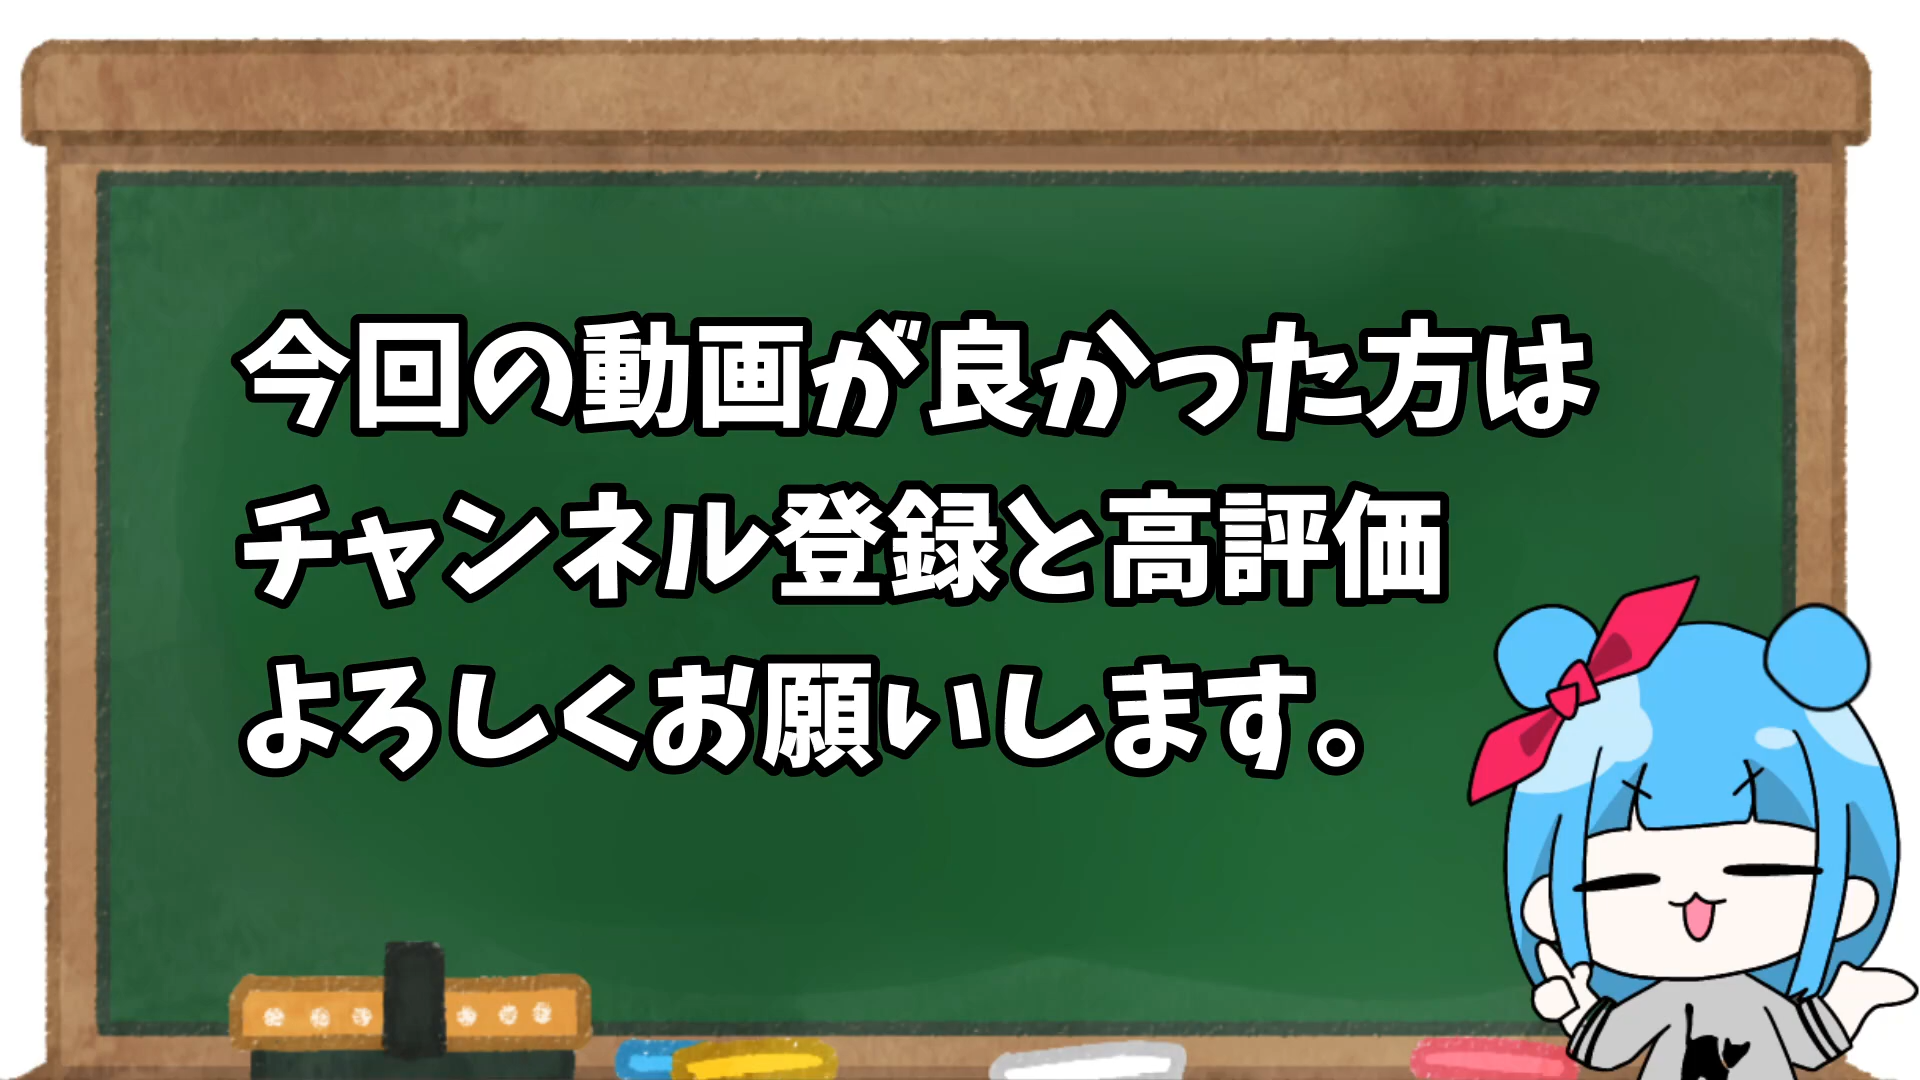 今回の動画が良かった方は
チャンネル登録と高評価
よろしくお願いします。